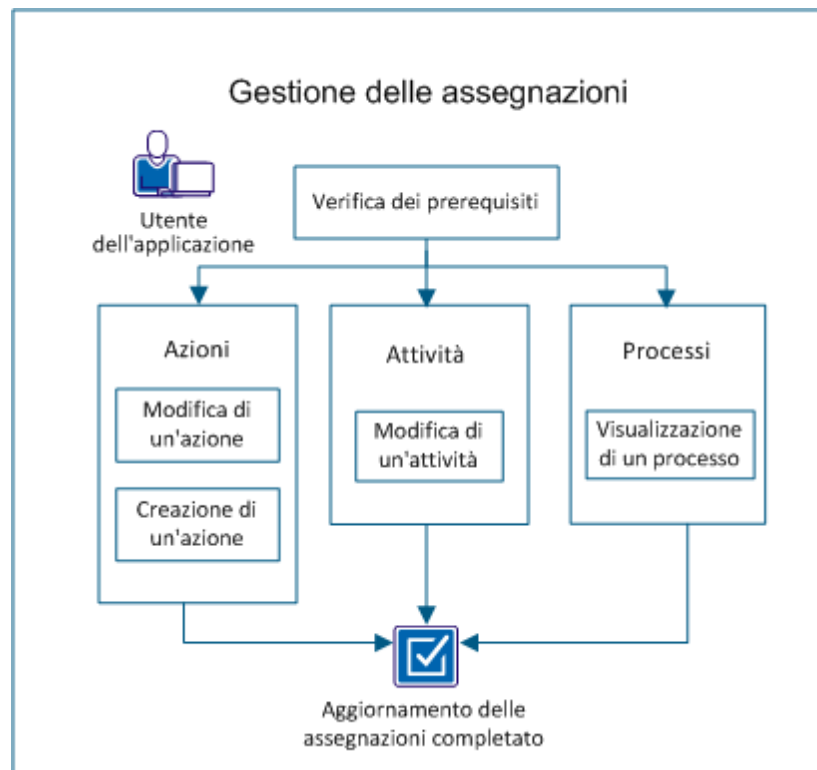 Gestione delle assegnazioni
Utente
dell'applicazione
Verifica dei prerequisiti
Azioni
Modifica di
un'azione
Creazione di
un'azione
Attività
Modifica di
un'attività
Processi
Visualizzazione
di un processo
Aggiornamento delle
assegnazioni completato